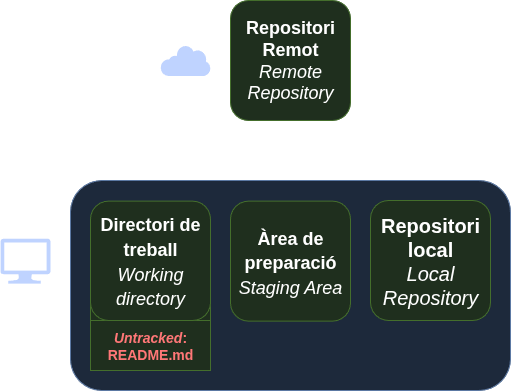 Repositori
Remot
Remote
Repository
Directori de
treball
Working
directory
Untracked:
README.md
Àrea de
preparació
Staging Area
Repositori
local
Local
Repository